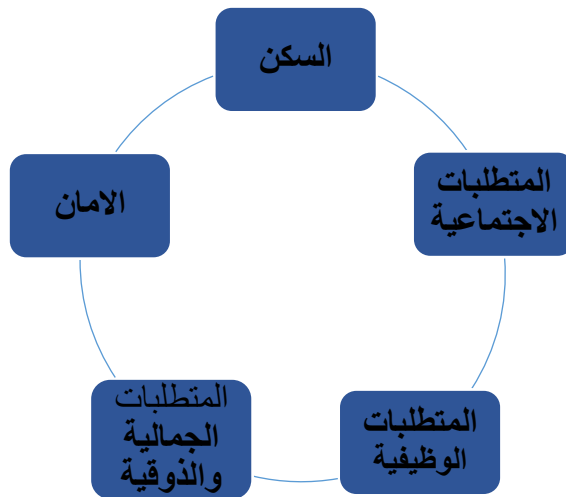 السكن
المتطلبات
الاجتماعية
المتطلبات
الوظيفية
المتطلبات
الجمالية
والذوقية
الامان